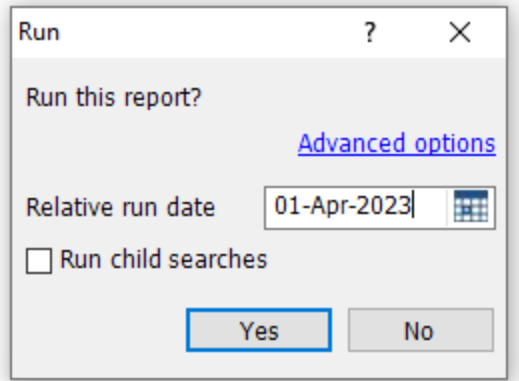 Run ?
Run this report?
Advanced options
Relative run date 01-Apr-2023
Run child searches
Yes No